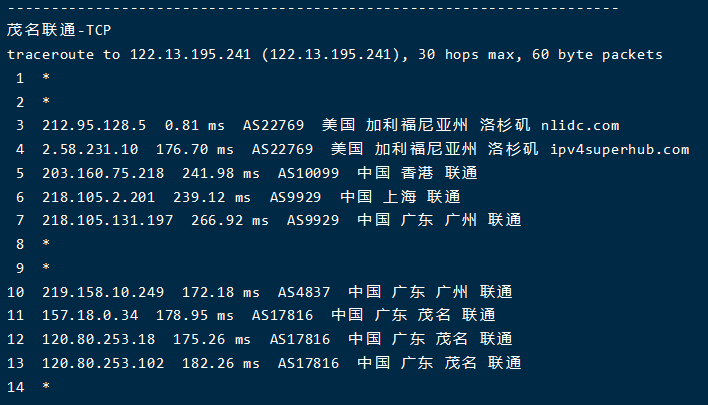 ----------------------------------------------------------------------
茂名联通-TCP
traceroute to 122.13.195.241 (122.13.195.241), 30 hops max, 60 byte packets
1 *
2 *
3 212.95.128.5 0.81 ms AS22769 美国 加利福尼亚州 洛杉矶 nlidc.com
4 2.58.231.10 176.70 ms AS22769 美国 加利福尼亚州 洛杉矶 ipv4superhub.com
5 203.160.75.218 241.98 ms AS10099 中国 香港 联通
6 218.105.2.201 239.12 ms AS9929 中国 上海 联通
7 218.105.131.197 266.92 ms AS9929 中国 广东 广州 联通
8 *
9 *
10 219.158.10.249 172.18 ms AS4837 中国 广东 广州 联通
11 157.18.0.34 178.95 ms AS17816 中国 广东 茂名 联通
12 120.80.253.18 175.26 ms AS17816 中国 广东 茂名 联通
13 120.80.253.102 182.26 ms AS17816 中国 广东 茂名 联通
14 *